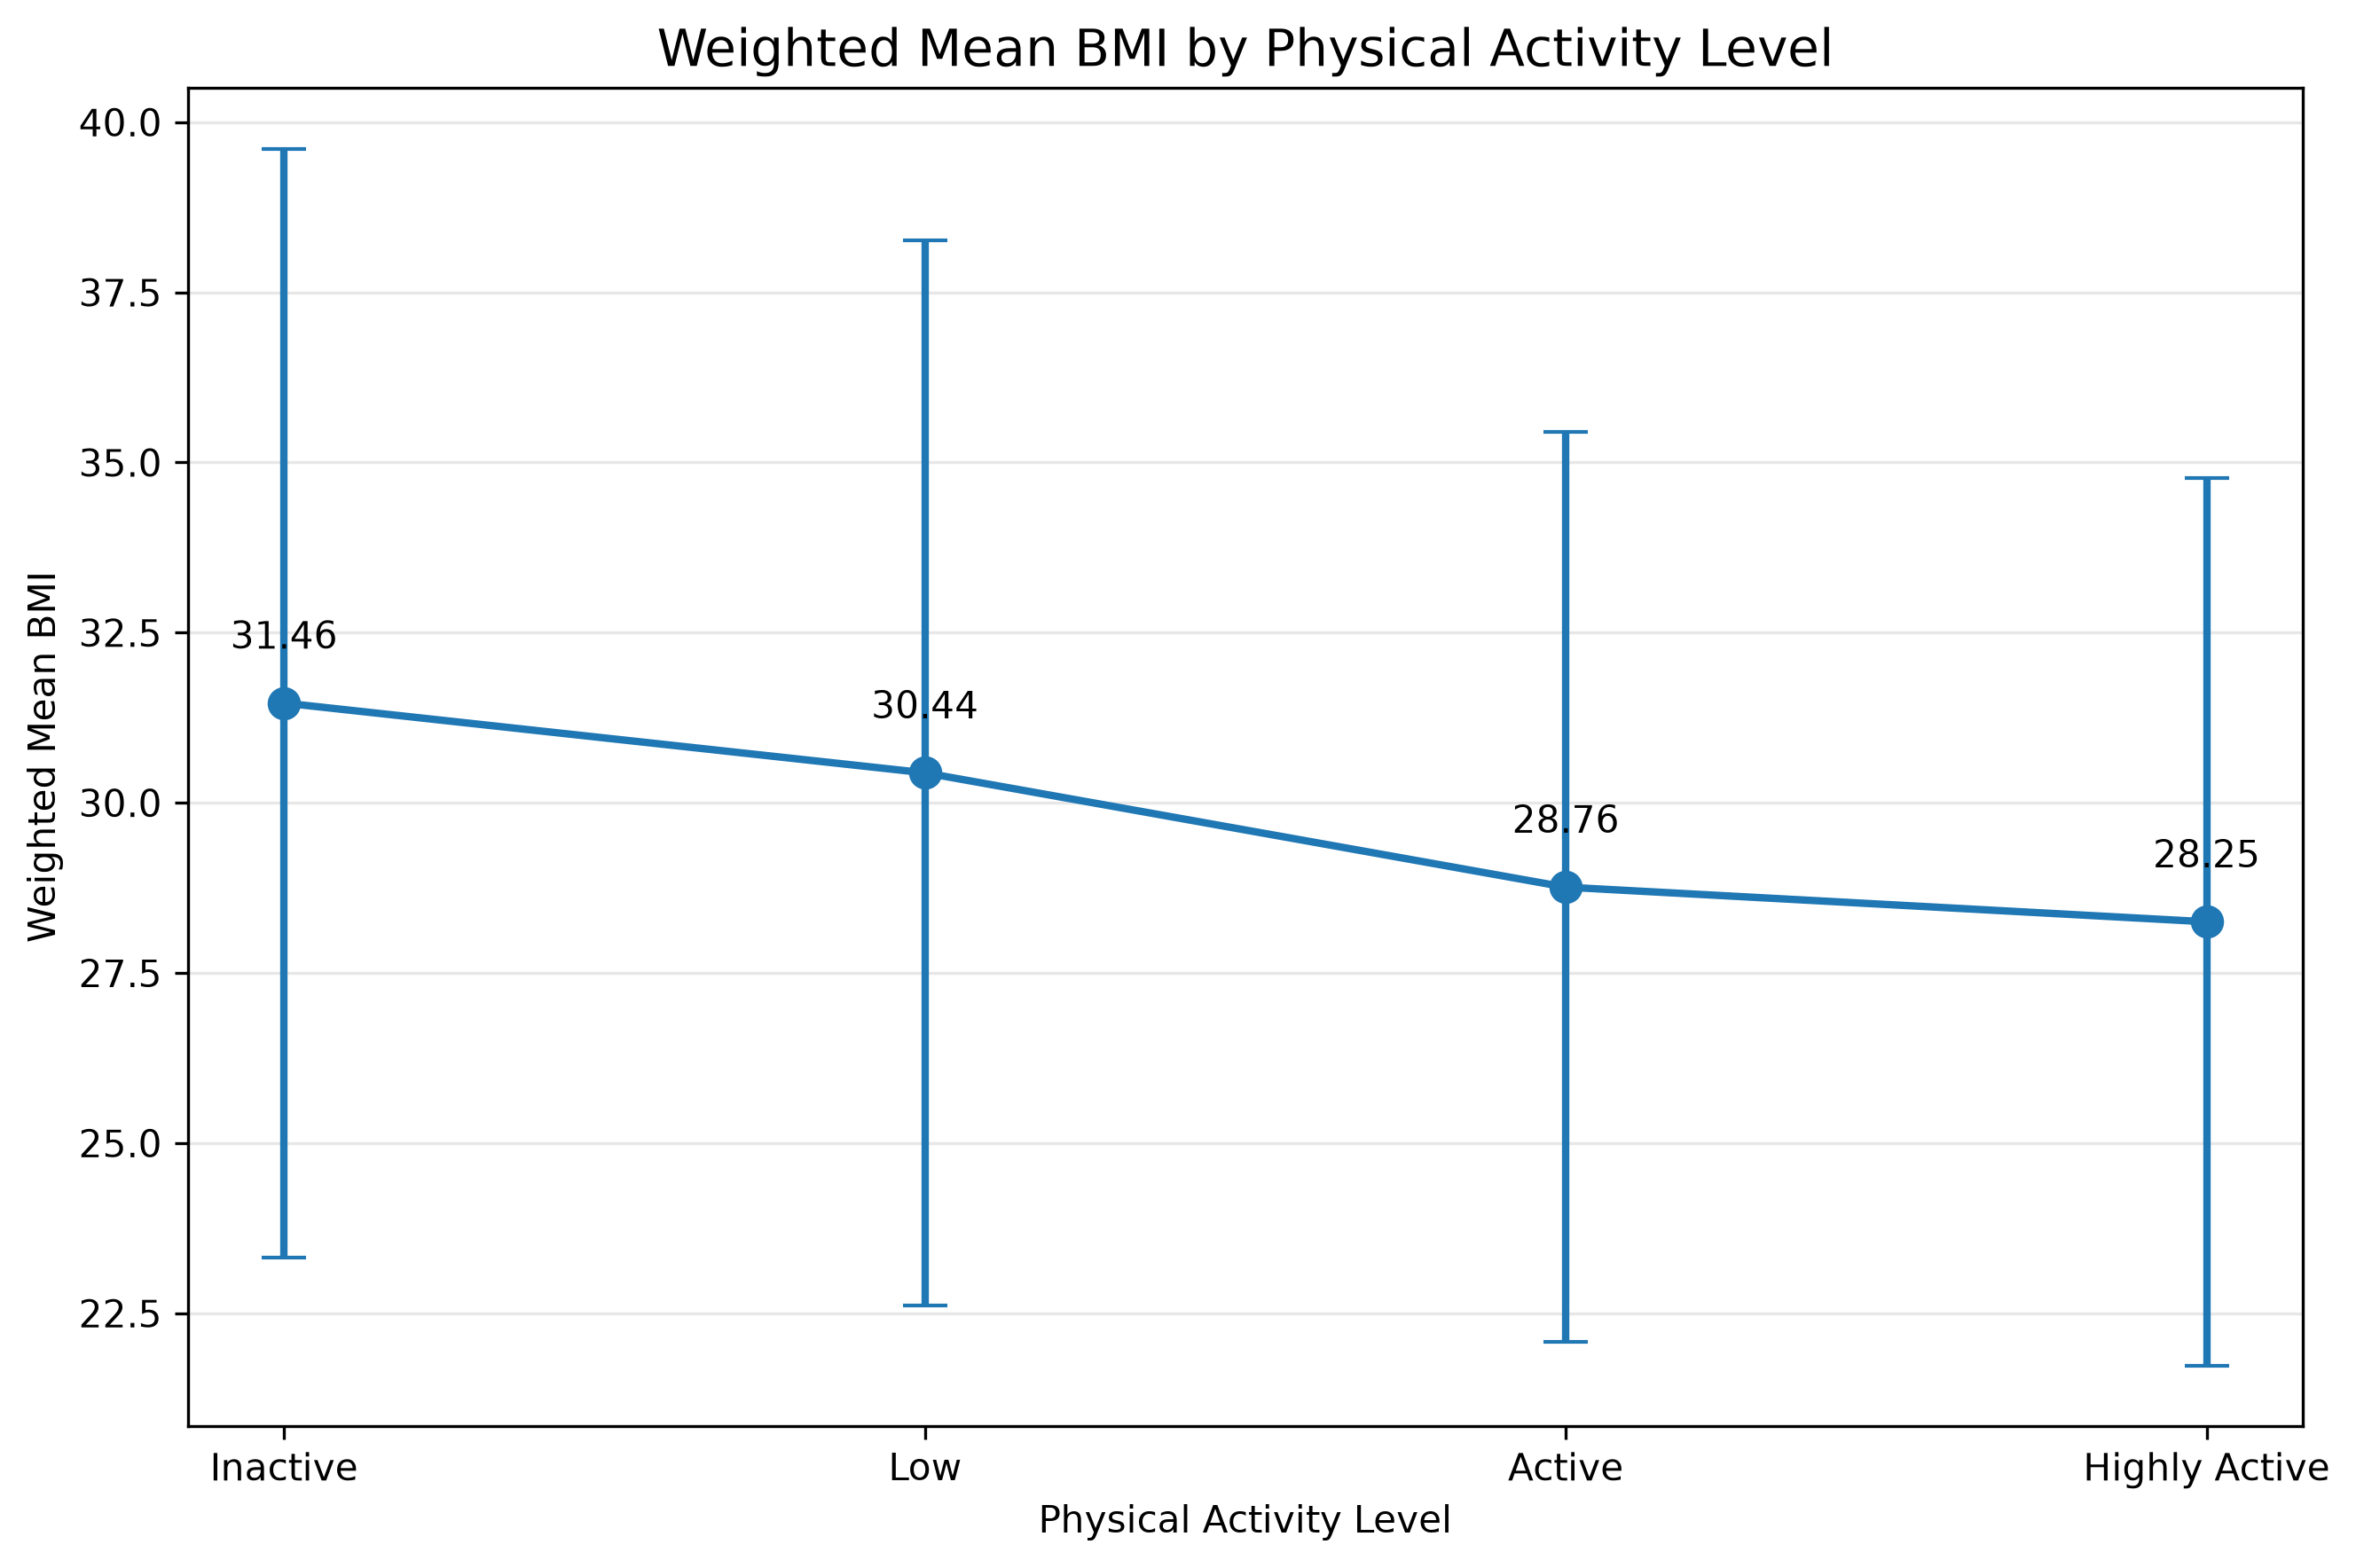 Weighted Mean BMI by Physical Activity Level
40.0
37.5
35.0
32.5
30.0
27.5
25.0
22.5
Weighted Mean BMI
31.46
30.44
28.76
28.25
Inactive
Low
Active
Highly Active
Physical Activity Level